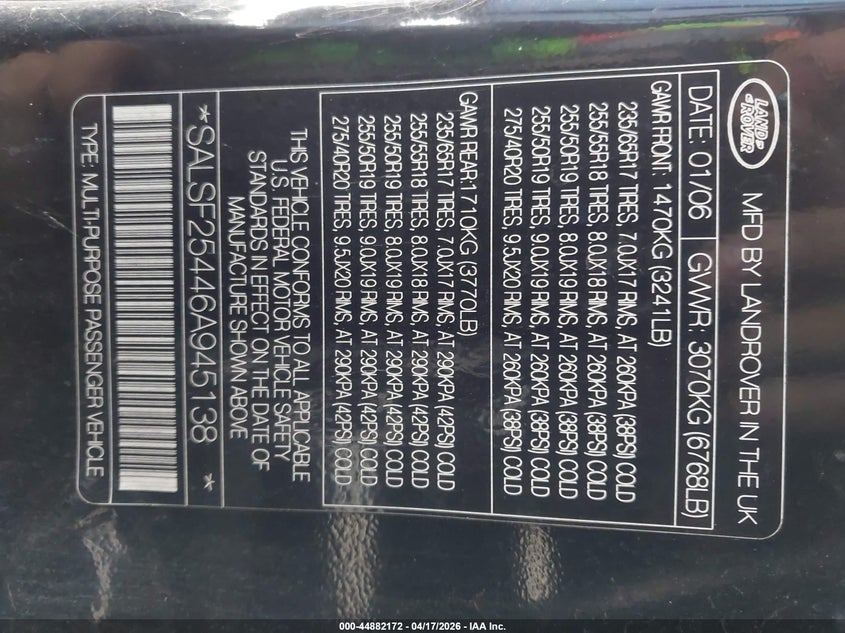 LAND ROVER
MFD BY LANDROVER IN THE UK
DATE: 01/06 GVWR: 3070KG (6768LB)
GAWR FRONT: 1470KG (3241LB)
235/65R17 TIRES, 7.0JX17 RIMS, AT 260KPA (38PSI) COLD
255/55R18 TIRES, 8.0JX18 RIMS, AT 260KPA (38PSI) COLD
255/50R19 TIRES, 8.0JX19 RIMS, AT 260KPA (38PSI) COLD
255/50R19 TIRES, 9.0JX19 RIMS, AT 260KPA (38PSI) COLD
275/40R20 TIRES, 9.5JX20 RIMS, AT 260KPA (38PSI) COLD
GAWR REAR: 1710KG (3770LB)
235/65R17 TIRES, 7.0JX17 RIMS, AT 290KPA (42PSI) COLD
255/55R18 TIRES, 8.0JX18 RIMS, AT 290KPA (42PSI) COLD
255/50R19 TIRES, 8.0JX19 RIMS, AT 290KPA (42PSI) COLD
255/50R19 TIRES, 9.0JX19 RIMS, AT 290KPA (42PSI) COLD
275/40R20 TIRES, 9.5JX20 RIMS, AT 290KPA (42PSI) COLD
THIS VEHICLE CONFORMS TO ALL APPLICABLE
U.S. FEDERAL MOTOR VEHICLE SAFETY
STANDARDS IN EFFECT ON THE DATE OF
MANUFACTURE SHOWN ABOVE
*SALSF25446A945138 *
TYPE: MULTI-PURPOSE PASSENGER VEHICLE
000-44882172 - 04/17/2026 - IAA Inc.